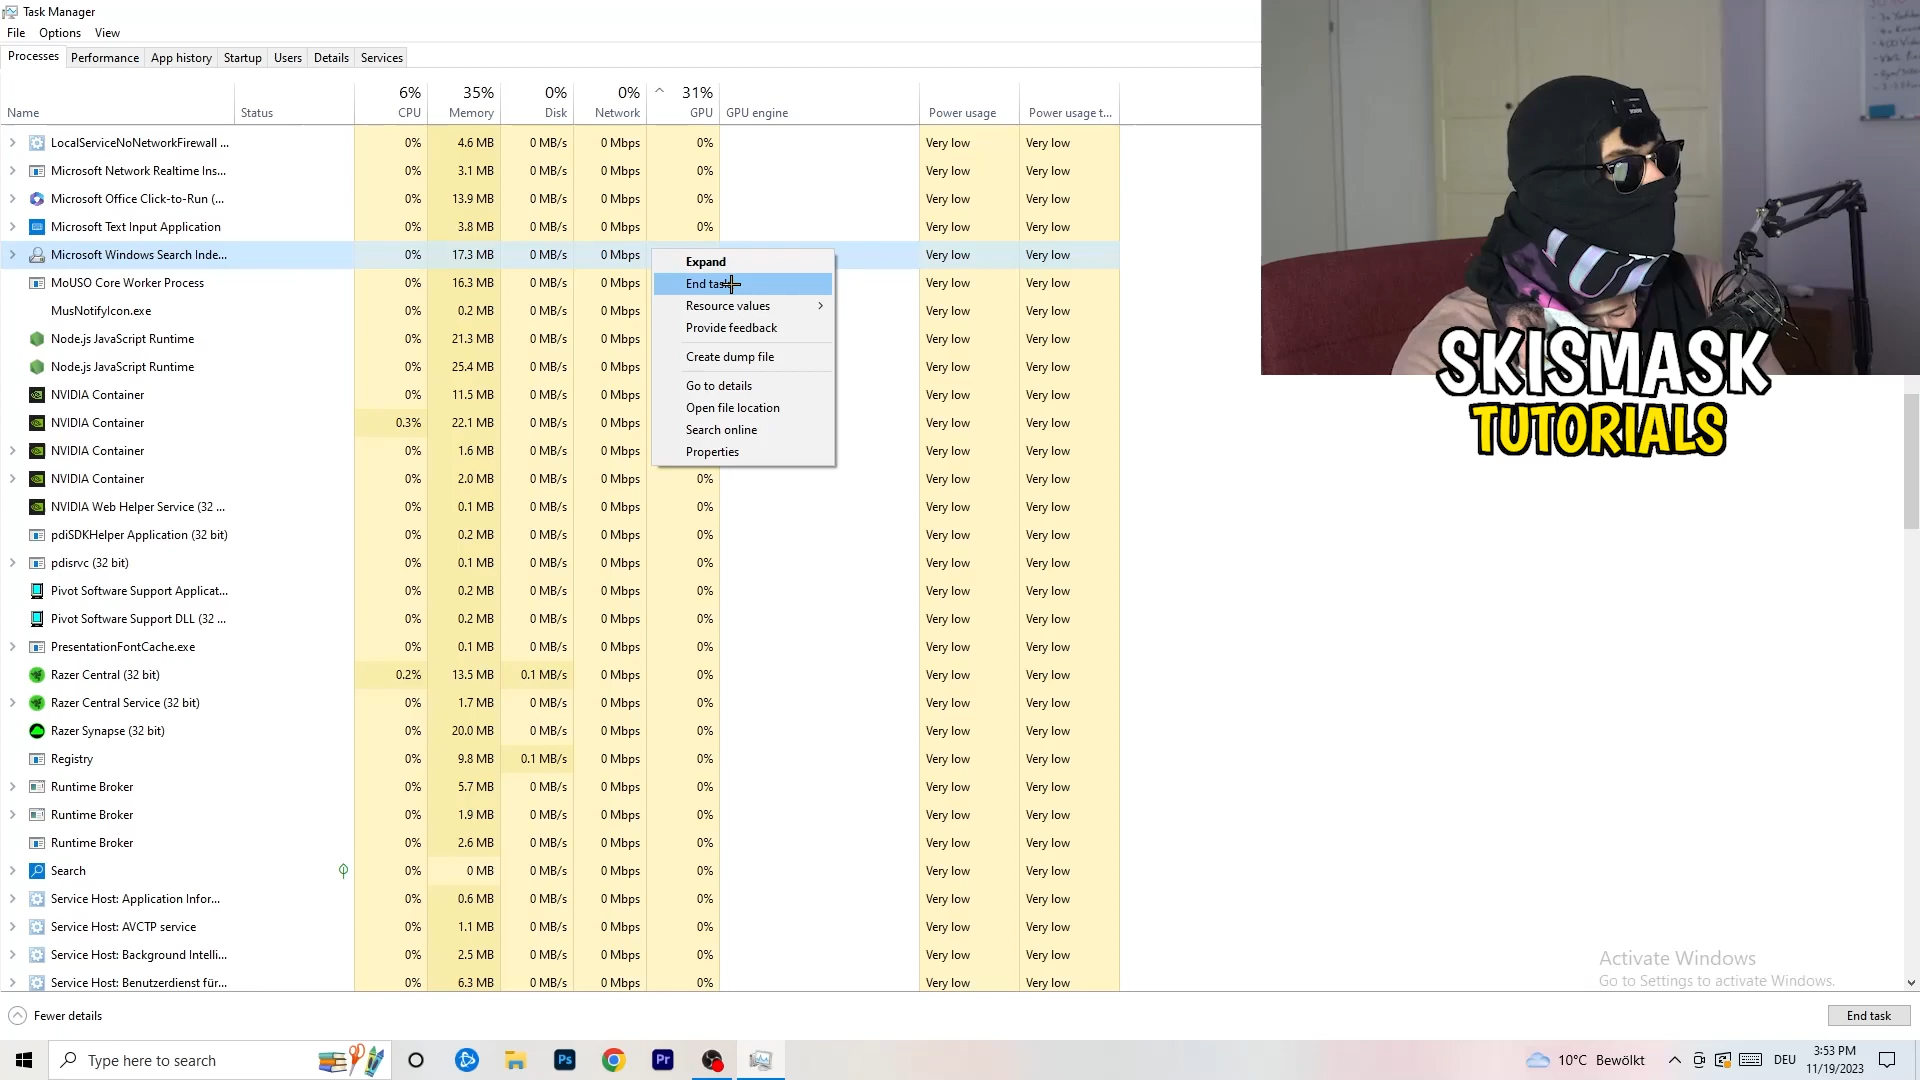 Task Manager
File Options View
Processes Performance App history Startup Users Details Services
6% 35% 0% 0% 31%
Name Status CPU Memory Disk Network GPU GPU engine Power usage Power usage t...
LocalServiceNoNetworkFirewall ... 0% 4.6 MB 0 MB/s 0 Mbps 0% Very low Very low
Microsoft Network Realtime Ins... 0% 3.1 MB 0 MB/s 0 Mbps 0% Very low Very low
Microsoft Office Click-to-Run (... 0% 13.9 MB 0 MB/s 0 Mbps 0% Very low Very low
Microsoft Text Input Application 0% 3.8 MB 0 MB/s 0 Mbps 0% Very low Very low
Microsoft Windows Search Inde... 0% 17.3 MB 0 MB/s 0 Mbps Very low Very low
MoUSO Core Worker Process 0% 16.3 MB 0 MB/s 0 Mbps Very low Very low
MusNotifyIcon.exe 0% 0.2 MB 0 MB/s 0 Mbps Very low Very low
Node.js JavaScript Runtime 0% 21.3 MB 0 MB/s 0 Mbps Very low Very low
Node.js JavaScript Runtime 0% 25.4 MB 0 MB/s 0 Mbps Very low Very low
NVIDIA Container 0% 11.5 MB 0 MB/s 0 Mbps Very low Very low
NVIDIA Container 0.3% 22.1 MB 0 MB/s 0 Mbps Very low Very low
NVIDIA Container 0% 1.6 MB 0 MB/s 0 Mbps Very low Very low
NVIDIA Container 0% 2.0 MB 0 MB/s 0 Mbps 0% Very low Very low
NVIDIA Web Helper Service (32 ... 0% 0.1 MB 0 MB/s 0 Mbps 0% Very low Very low
pdiSDKHelper Application (32 bit) 0% 0.2 MB 0 MB/s 0 Mbps 0% Very low Very low
pdisrvc (32 bit) 0% 0.1 MB 0 MB/s 0 Mbps 0% Very low Very low
Pivot Software Support Applicat... 0% 0.2 MB 0 MB/s 0 Mbps 0% Very low Very low
Pivot Software Support DLL (32 ... 0% 0.2 MB 0 MB/s 0 Mbps 0% Very low Very low
PresentationFontCache.exe 0% 0.1 MB 0 MB/s 0 Mbps 0% Very low Very low
Razer Central (32 bit) 0.2% 13.5 MB 0.1 MB/s 0 Mbps 0% Very low Very low
Razer Central Service (32 bit) 0% 1.7 MB 0 MB/s 0 Mbps 0% Very low Very low
Razer Synapse (32 bit) 0% 20.0 MB 0 MB/s 0 Mbps 0% Very low Very low
Registry 0% 9.8 MB 0.1 MB/s 0 Mbps 0% Very low Very low
Runtime Broker 0% 5.7 MB 0 MB/s 0 Mbps 0% Very low Very low
Runtime Broker 0% 1.9 MB 0 MB/s 0 Mbps 0% Very low Very low
Runtime Broker 0% 2.6 MB 0 MB/s 0 Mbps 0% Very low Very low
Search 0% 0 MB 0 MB/s 0 Mbps 0% Very low Very low
Service Host: Application Infor... 0% 0.6 MB 0 MB/s 0 Mbps 0% Very low Very low
Service Host: AVCTP service 0% 1.1 MB 0 MB/s 0 Mbps 0% Very low Very low
Service Host: Background Intelli... 0% 2.5 MB 0 MB/s 0 Mbps 0% Very low Very low
Service Host: Benutzerdienst für... 0% 6.3 MB 0 MB/s 0 Mbps 0% Very low Very low
Expand
End task
Resource values
Provide feedback
Create dump file
Go to details
Open file location
Search online
Properties
SKISMASK
TUTORIALS
Activate Windows
Go to Settings to activate Windows.
Fewer details
End task
Type here to search
Ps
Pr
10°C Bewölkt
DEU
3:53 PM
11/19/2023